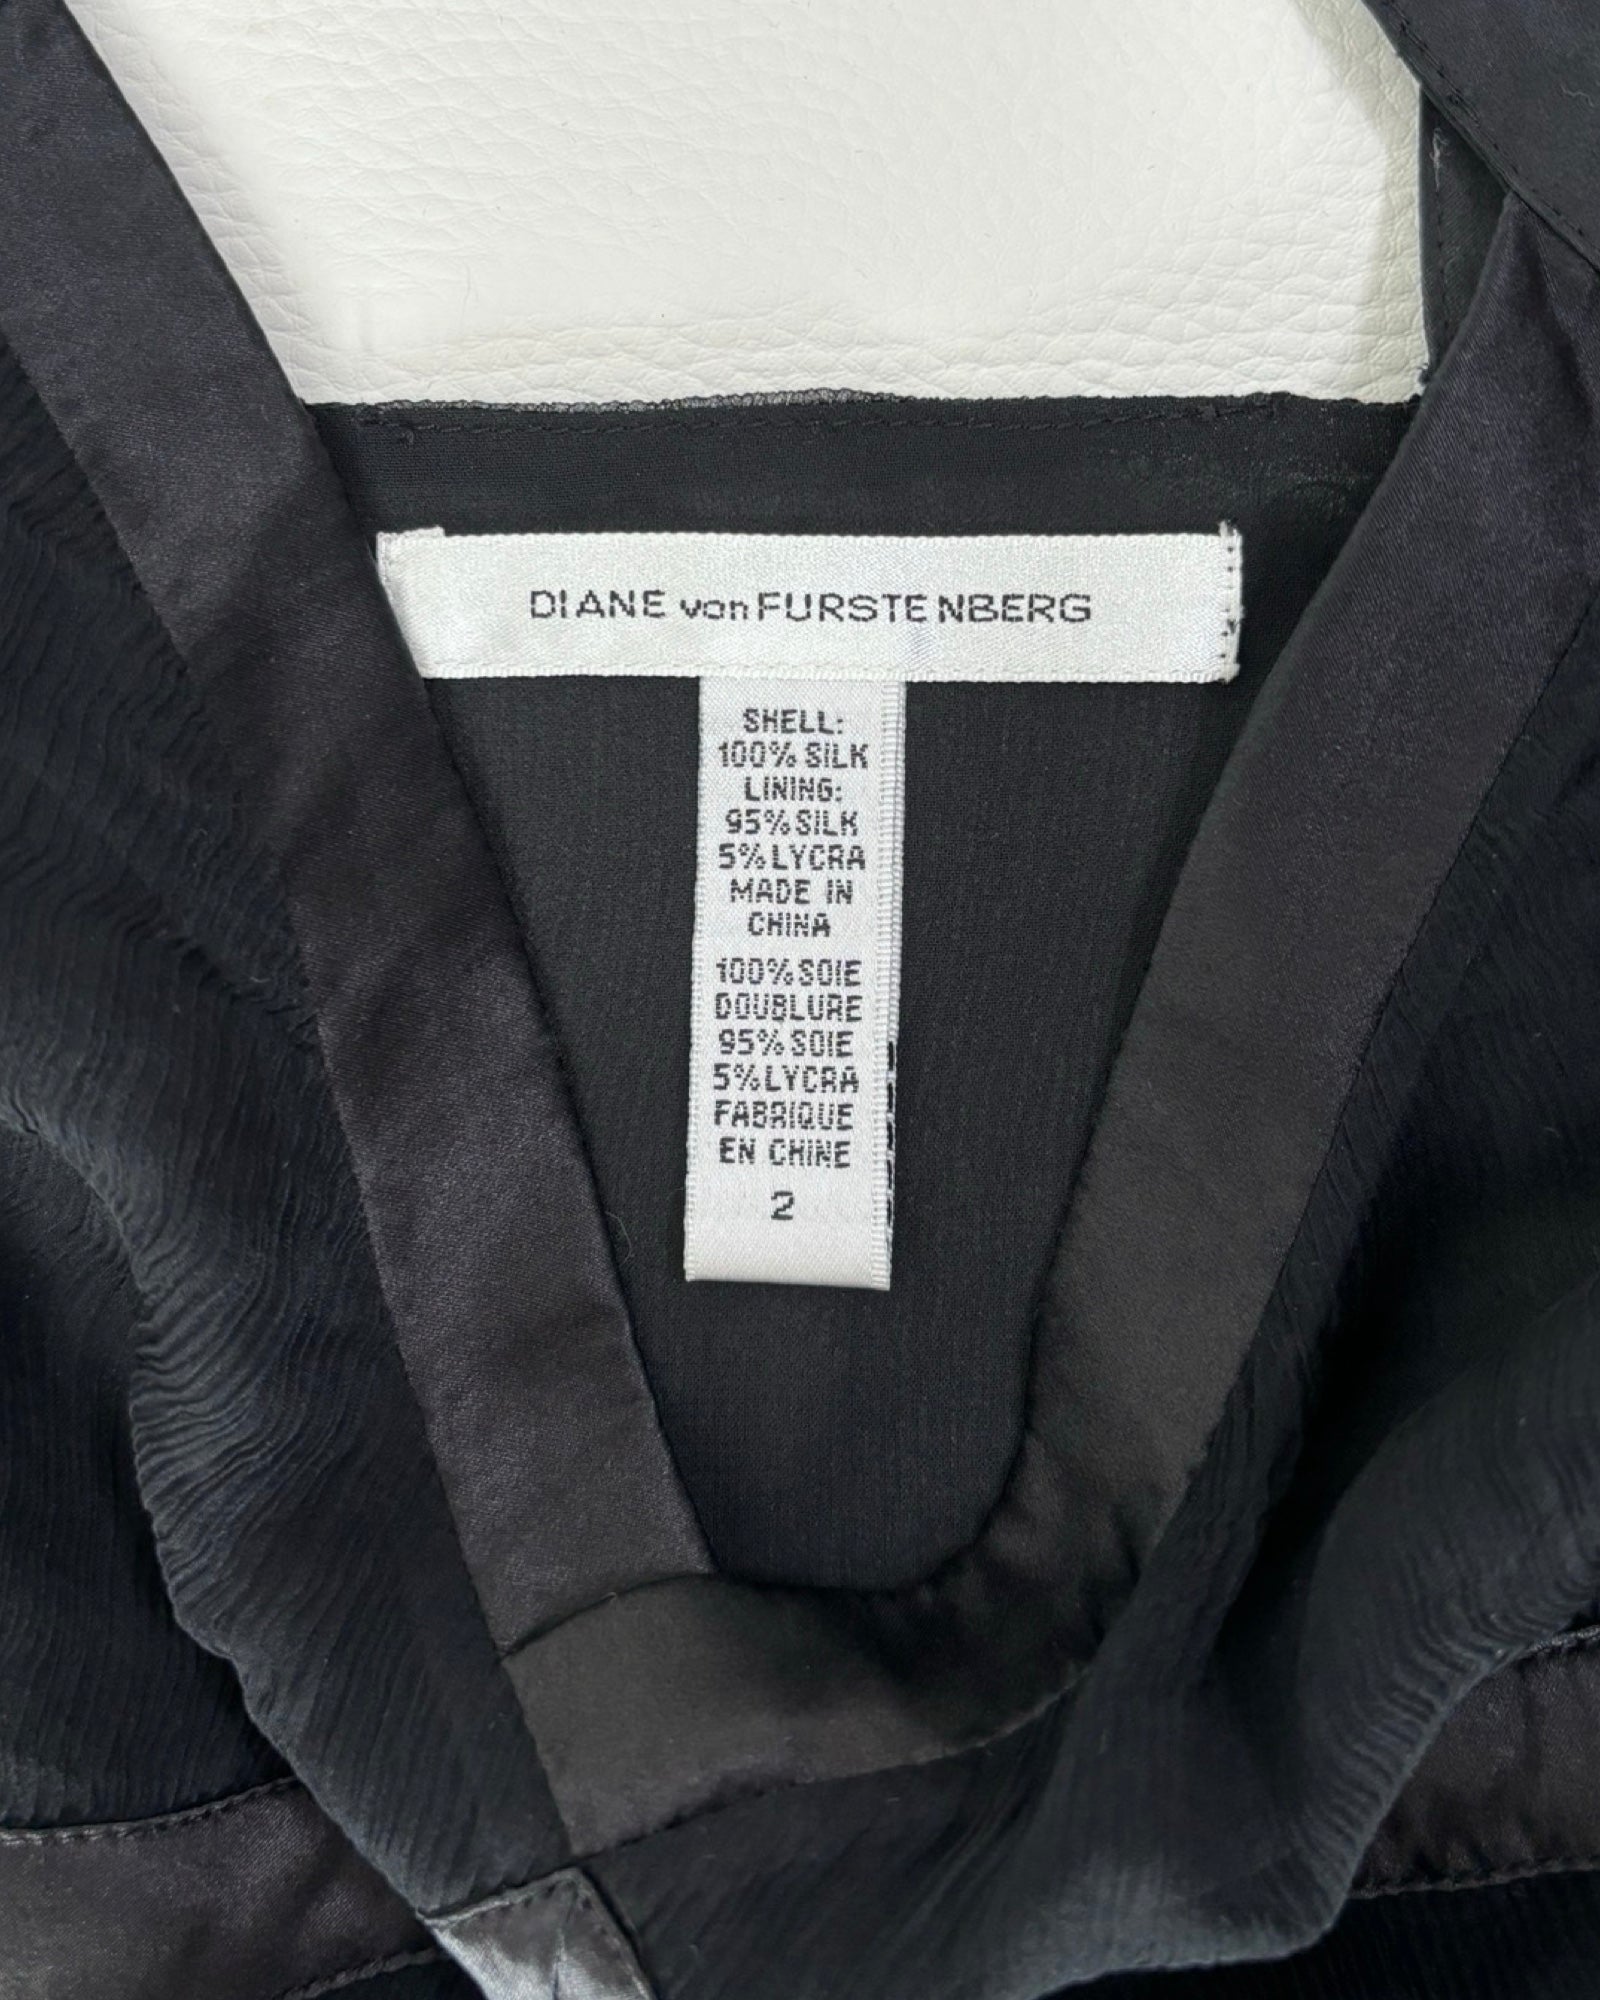 DIANE von FURSTENBERG
SHELL:
100% SILK
LINING:
95% SILK
5% LYCRA
MADE IN
CHINA
100% SOIE
DOUBLURE
95% SOIE
5% LYCRA
FABRIQUE
EN CHINE
2